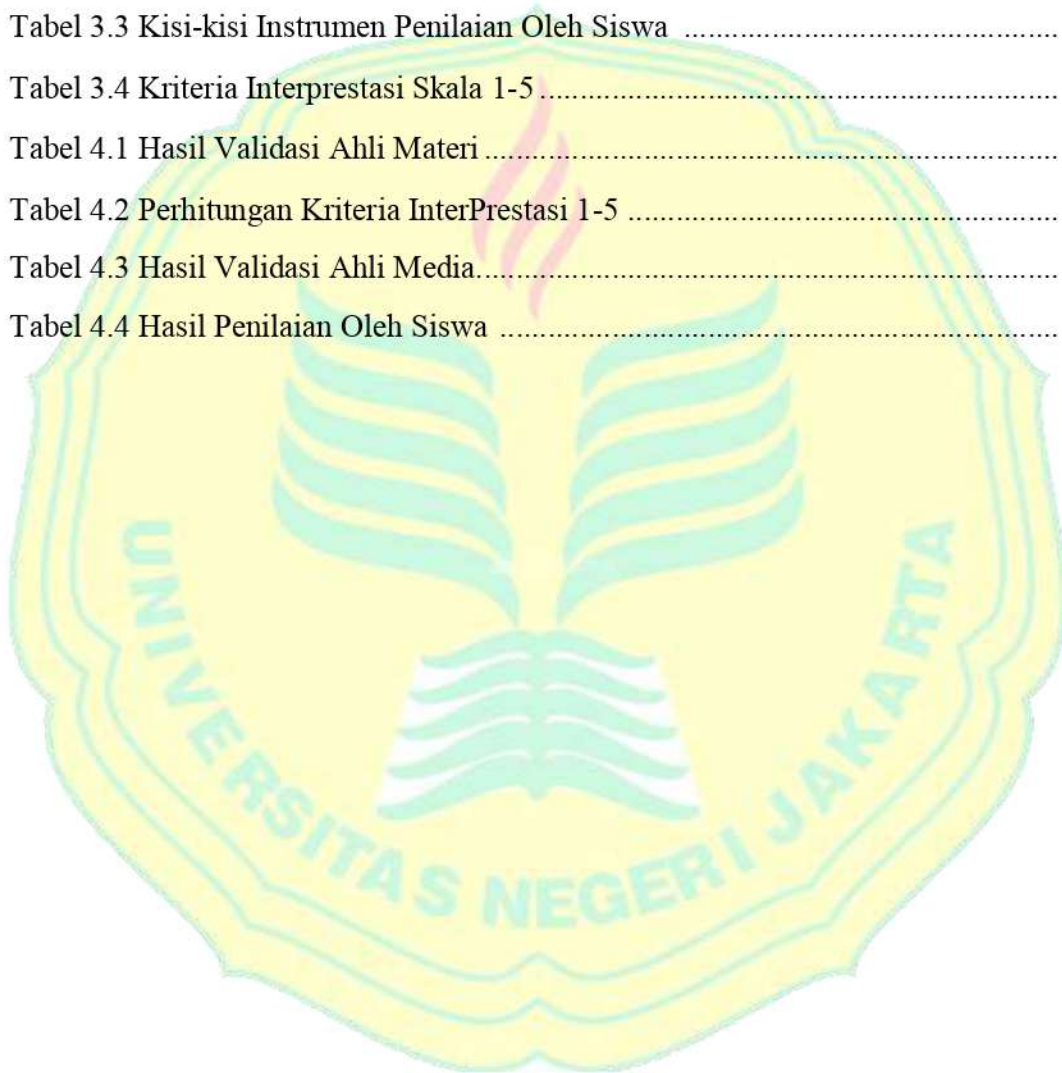 Tabel 3.3 Kisi-kisi Instrumen Penilaian Oleh Siswa ................................................
Tabel 3.4 Kriteria Interprestasi Skala 1-5 ..................................................................
Tabel 4.1 Hasil Validasi Ahli Materi .........................................................................
Tabel 4.2 Perhitungan Kriteria InterPrestasi 1-5 .......................................................
Tabel 4.3 Hasil Validasi Ahli Media..........................................................................
Tabel 4.4 Hasil Penilaian Oleh Siswa .......................................................................
UNIVERSITAS NEGERI JAKARTA